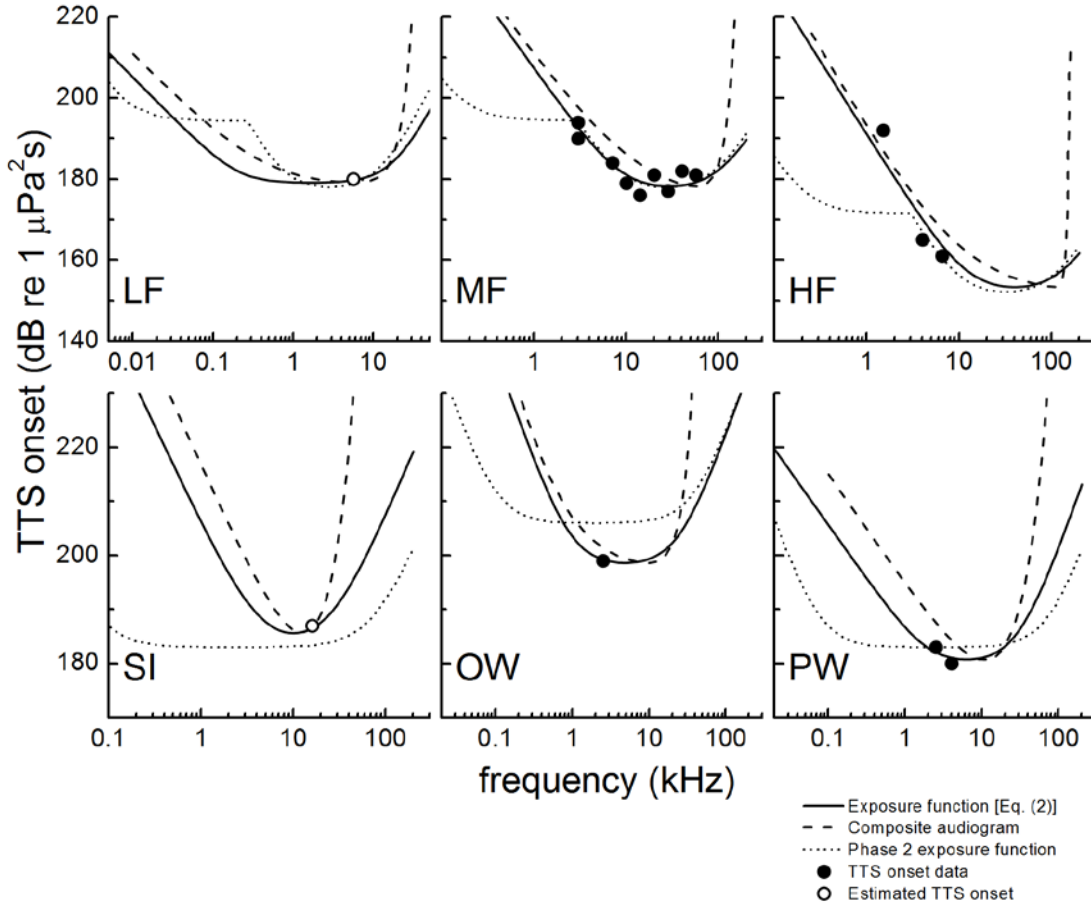 TTS onset (dB re 1 μPa²s)
220
200
180
160
140
LF
MF
HF
0.01 0.1 1 10
1 10 100
1 10 100
220
200
180
SI
OW
PW
0.1 1 10 100
0.1 1 10 100
0.1 1 10 100
frequency (kHz)
Exposure function [Eq. (2)]
Composite audiogram
Phase 2 exposure function
TTS onset data
Estimated TTS onset